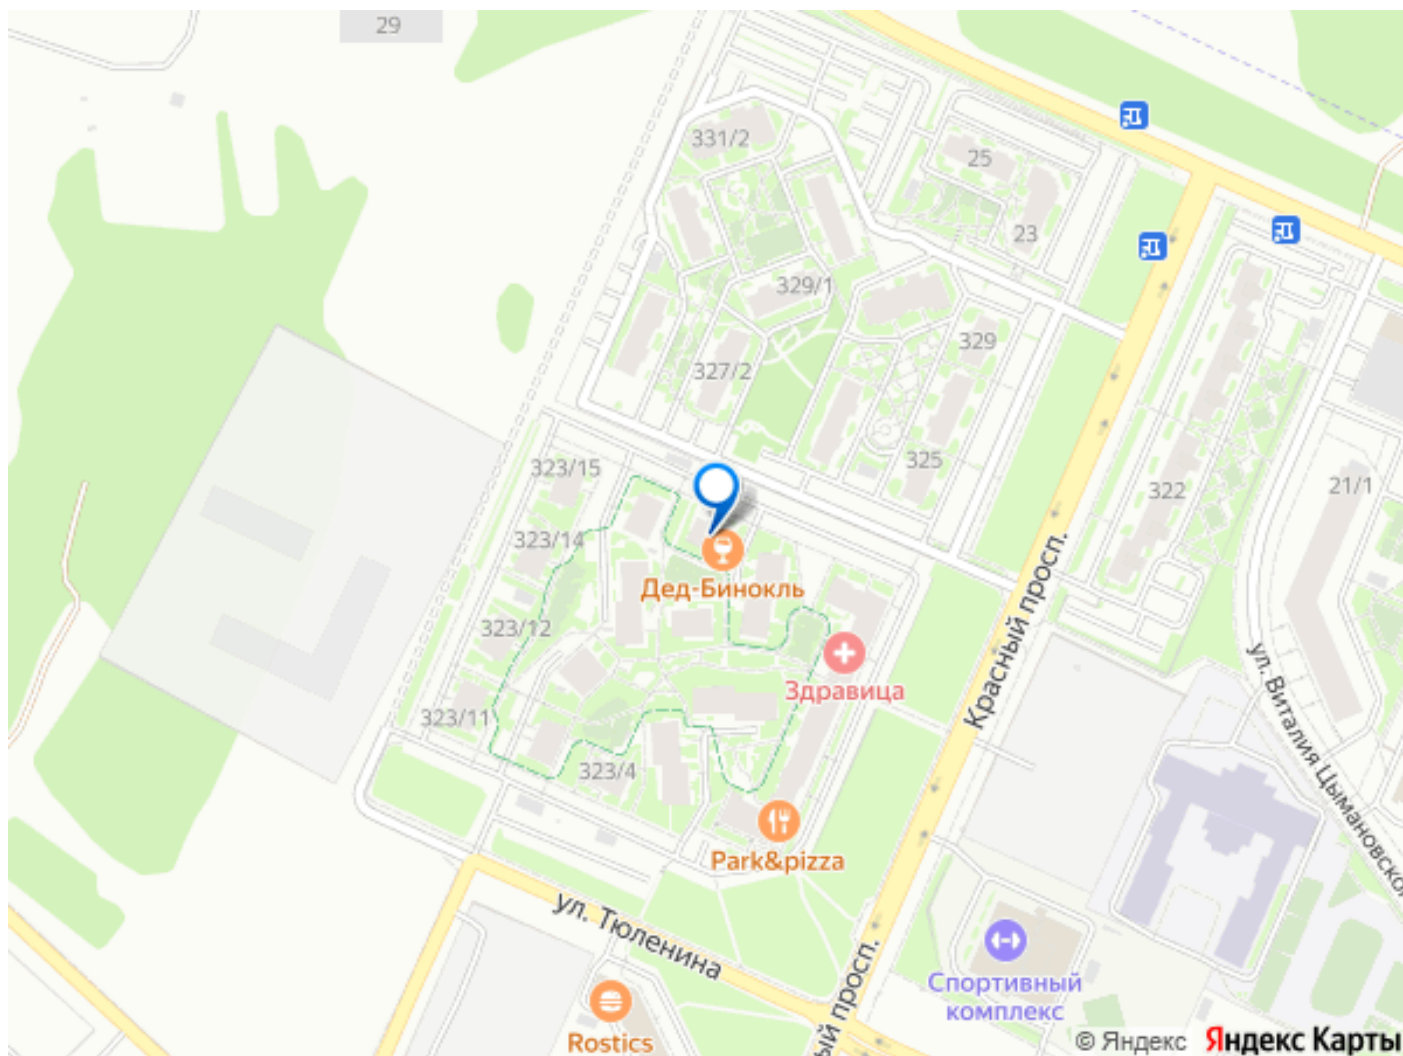 29
331/2
25
23
329/1
329
327/2
325
323/15
322
21/1
323/14
Дед-Бинокль
323/12
Здравица
Красный просп.
ул. Виталия Цымановско
323/11
323/4
Park&pizza
ул. Тюленина
ый просп.
Спортивный
комплекс
Rostics
© Яндекс Яндекс Карты